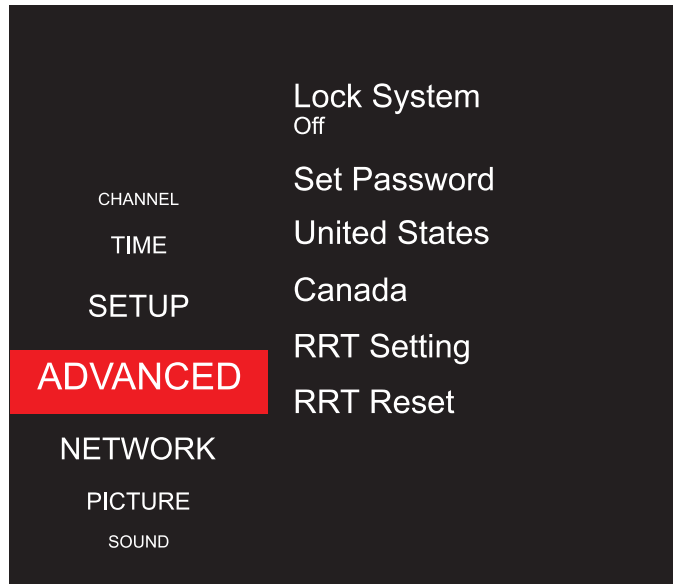 CHANNEL
TIME
SETUP
ADVANCED
NETWORK
PICTURE
SOUND
Lock System
Off
Set Password
United States
Canada
RRT Setting
RRT Reset